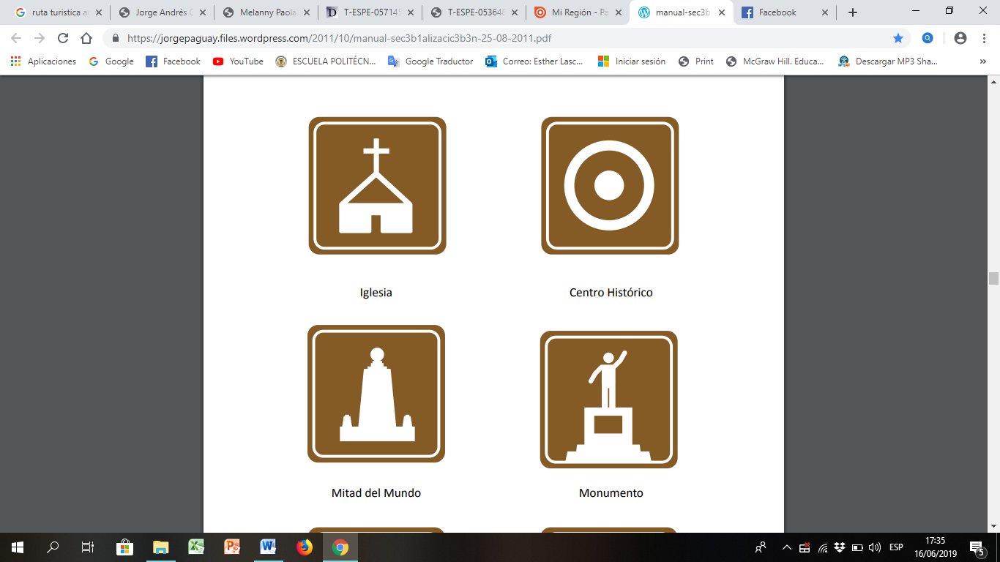 ruta turistica a
Jorge Andrés
Melanny Paola
T-ESPE-057145
T-ESPE-053648
Mi Región - Pa
manual-sec3b
Facebook
https://jorgepaguay.files.wordpress.com/2011/10/manual-sec3b1alizacic3b3n-25-08-2011.pdf
Aplicaciones
Google
Facebook
YouTube
ESCUELA POLITÉCN...
Google Traductor
Correo: Esther Lasc...
Iniciar sesión
Print
McGraw Hill. Educa...
Descargar MP3 Sha...
»
Iglesia
Centro Histórico
Mitad del Mundo
Monumento
ESP
17:35
16/06/2019
5